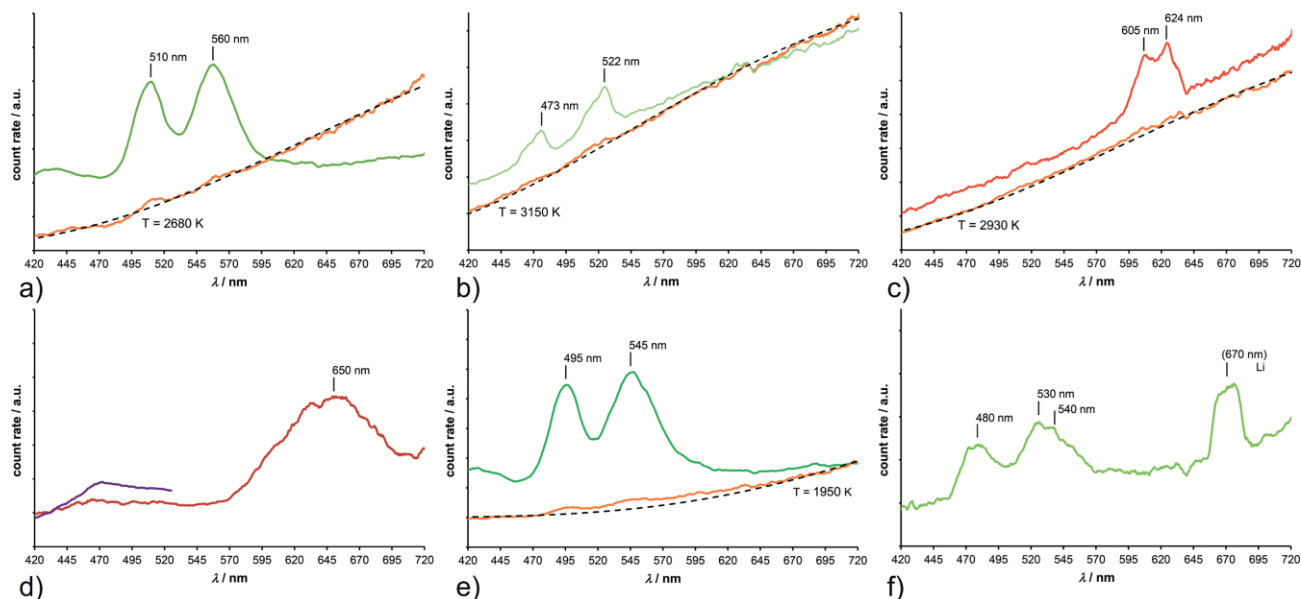 count rate / a.u.
510 nm
560 nm
T = 2680 K
420 445 470 495 520 545 570 595 620 645 670 695 720
λ / nm
a)
count rate / a.u.
473 nm
522 nm
T = 3150 K
420 445 470 495 520 545 570 595 620 645 670 695 720
λ / nm
b)
count rate / a.u.
605 nm
624 nm
T = 2930 K
420 445 470 495 520 545 570 595 620 645 670 695 720
λ / nm
c)
count rate / a.u.
650 nm
420 445 470 495 520 545 570 595 620 645 670 695 720
λ / nm
d)
count rate / a.u.
495 nm
545 nm
T = 1950 K
420 445 470 495 520 545 570 595 620 645 670 695 720
λ / nm
e)
count rate / a.u.
480 nm
530 nm
540 nm
(670 nm)
Li
420 445 470 495 520 545 570 595 620 645 670 695 720
λ / nm
f)